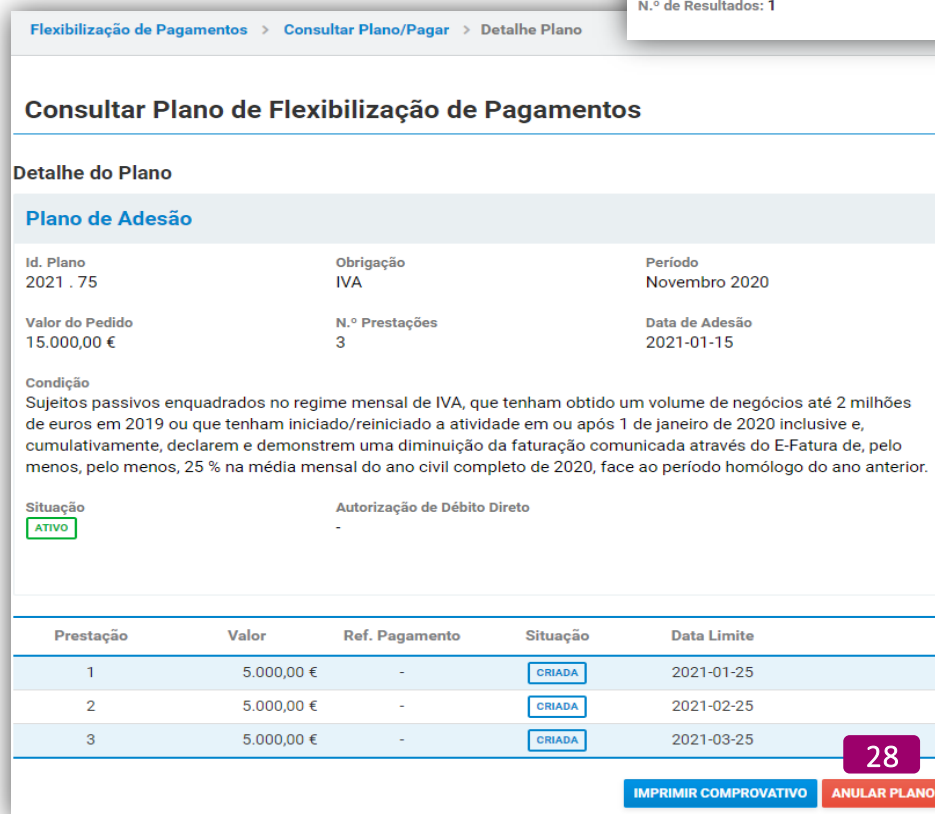 N.º de Resultados: 1
Flexibilização de Pagamentos > Consultar Plano/Pagar > Detalhe Plano
Consultar Plano de Flexibilização de Pagamentos
Detalhe do Plano
Plano de Adesão
Id. Plano Obrigação Período
2021 . 75 IVA Novembro 2020
Valor do Pedido N.º Prestações Data de Adesão
15.000,00 € 3 2021-01-15
Condição
Sujeitos passivos enquadrados no regime mensal de IVA, que tenham obtido um volume de negócios até 2 milhões
de euros em 2019 ou que tenham iniciado/reiniciado a atividade em ou após 1 de janeiro de 2020 inclusive e,
cumulativamente, declarem e demonstrem uma diminuição da faturação comunicada através do E-Fatura de, pelo
menos, pelo menos, 25 % na média mensal do ano civil completo de 2020, face ao período homólogo do ano anterior.
Situação Autorização de Débito Direto
ATIVO -
Prestação Valor Ref. Pagamento Situação Data Limite
1 5.000,00 € - CRIADA 2021-01-25
2 5.000,00 € - CRIADA 2021-02-25
3 5.000,00 € - CRIADA 2021-03-25
28
IMPRIMIR COMPROVATIVO ANULAR PLANO